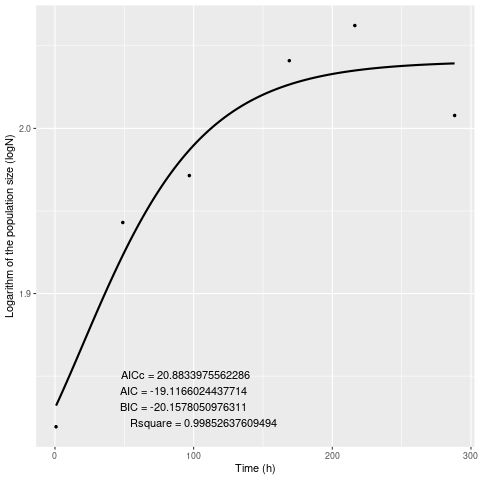 Logarithm of the population size (logN)
2.0
1.9
AICc = 20.8833975562286
AIC = -19.1166024437714
BIC = -20.1578050976311
Rsquare = 0.99852637609494
0
100
200
300
Time (h)